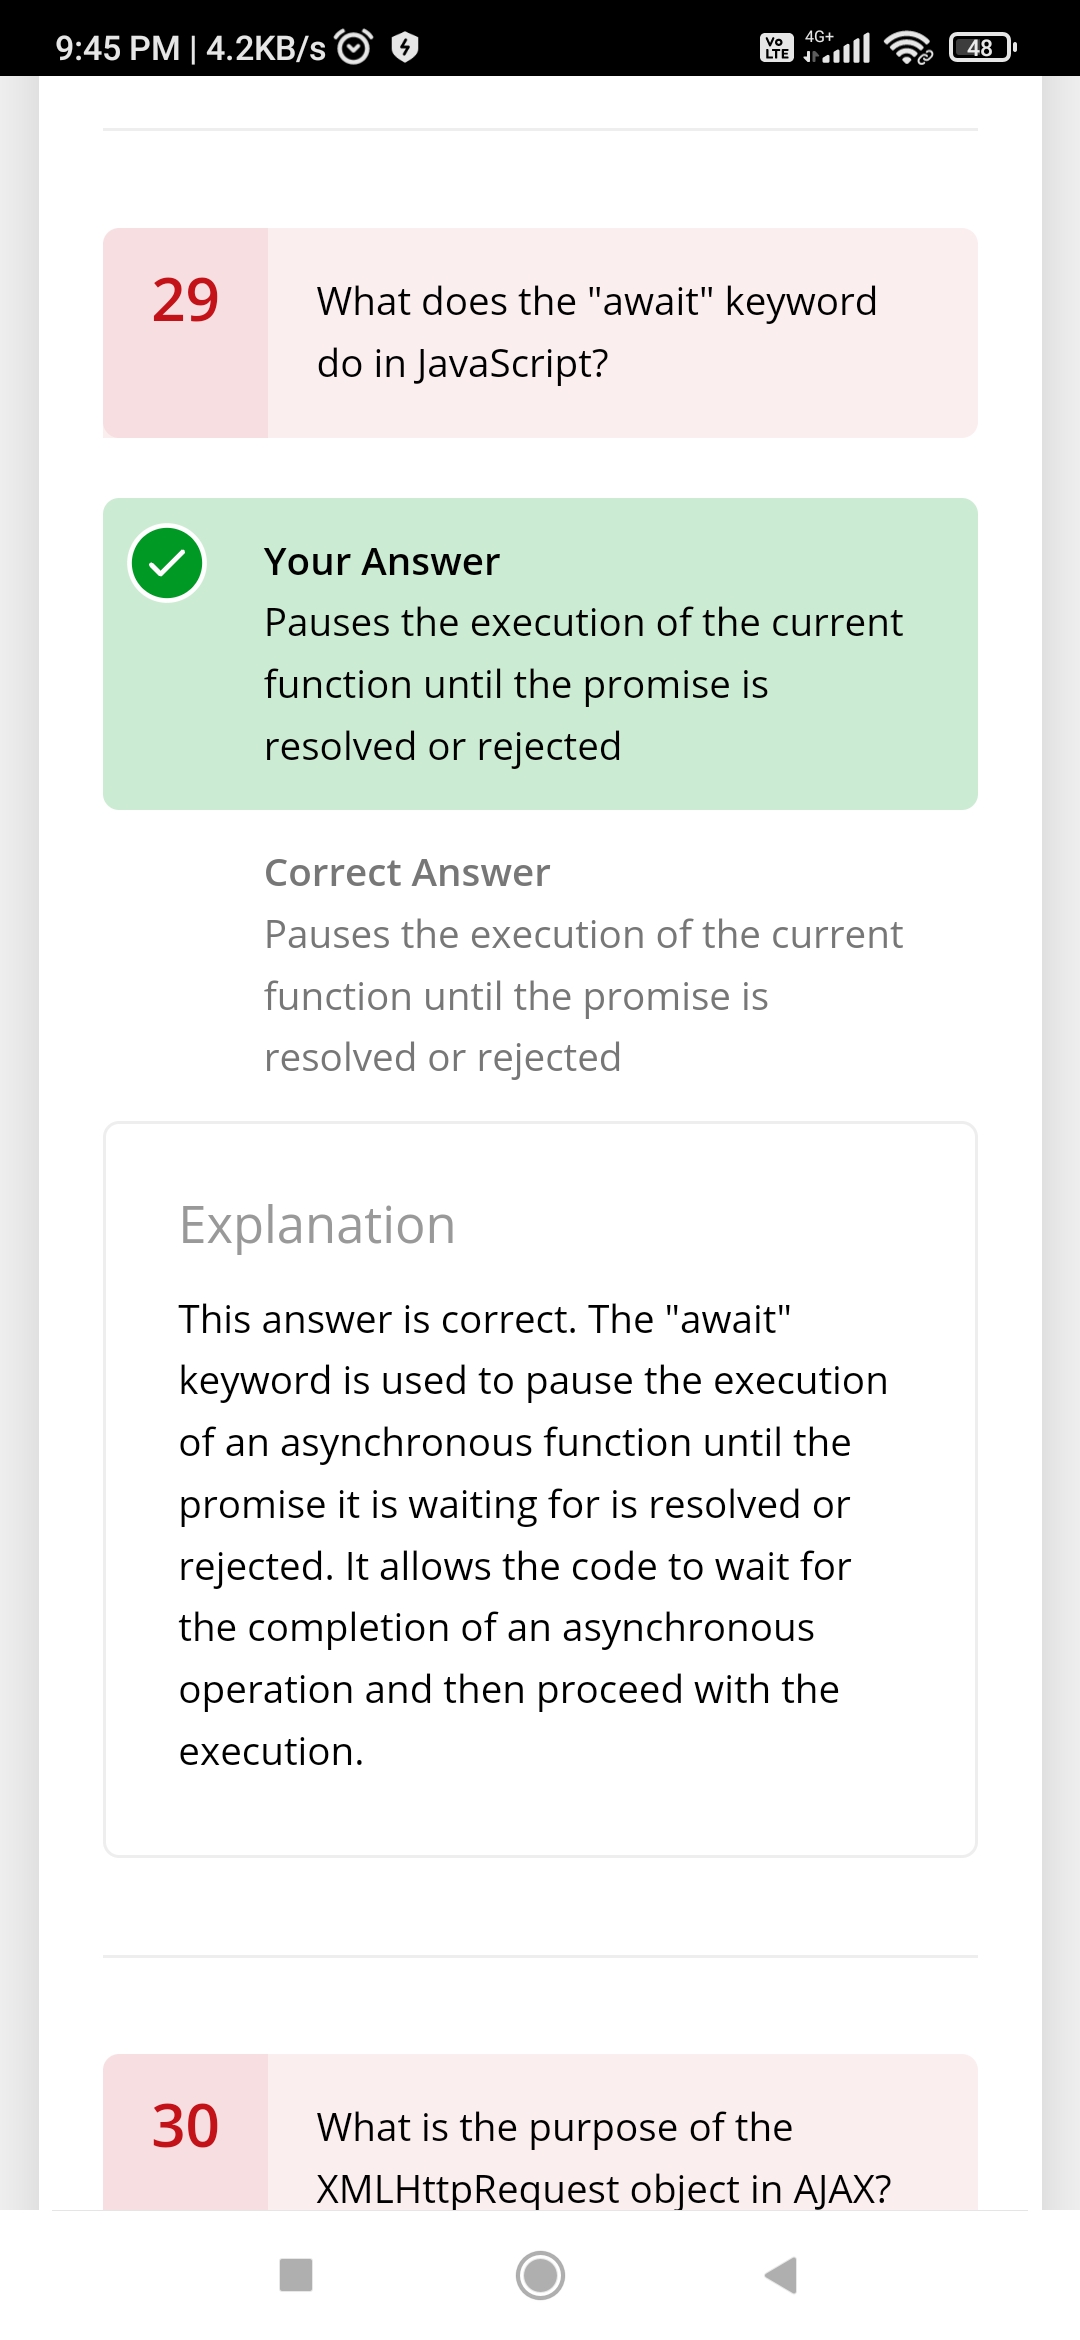 9:45 PM | 4.2KB/s Vo LTE 4G+ 48
29 What does the "await" keyword
do in JavaScript?
Your Answer
Pauses the execution of the current
function until the promise is
resolved or rejected
Correct Answer
Pauses the execution of the current
function until the promise is
resolved or rejected
Explanation
This answer is correct. The "await"
keyword is used to pause the execution
of an asynchronous function until the
promise it is waiting for is resolved or
rejected. It allows the code to wait for
the completion of an asynchronous
operation and then proceed with the
execution.
30 What is the purpose of the
XMLHttpRequest object in AJAX?